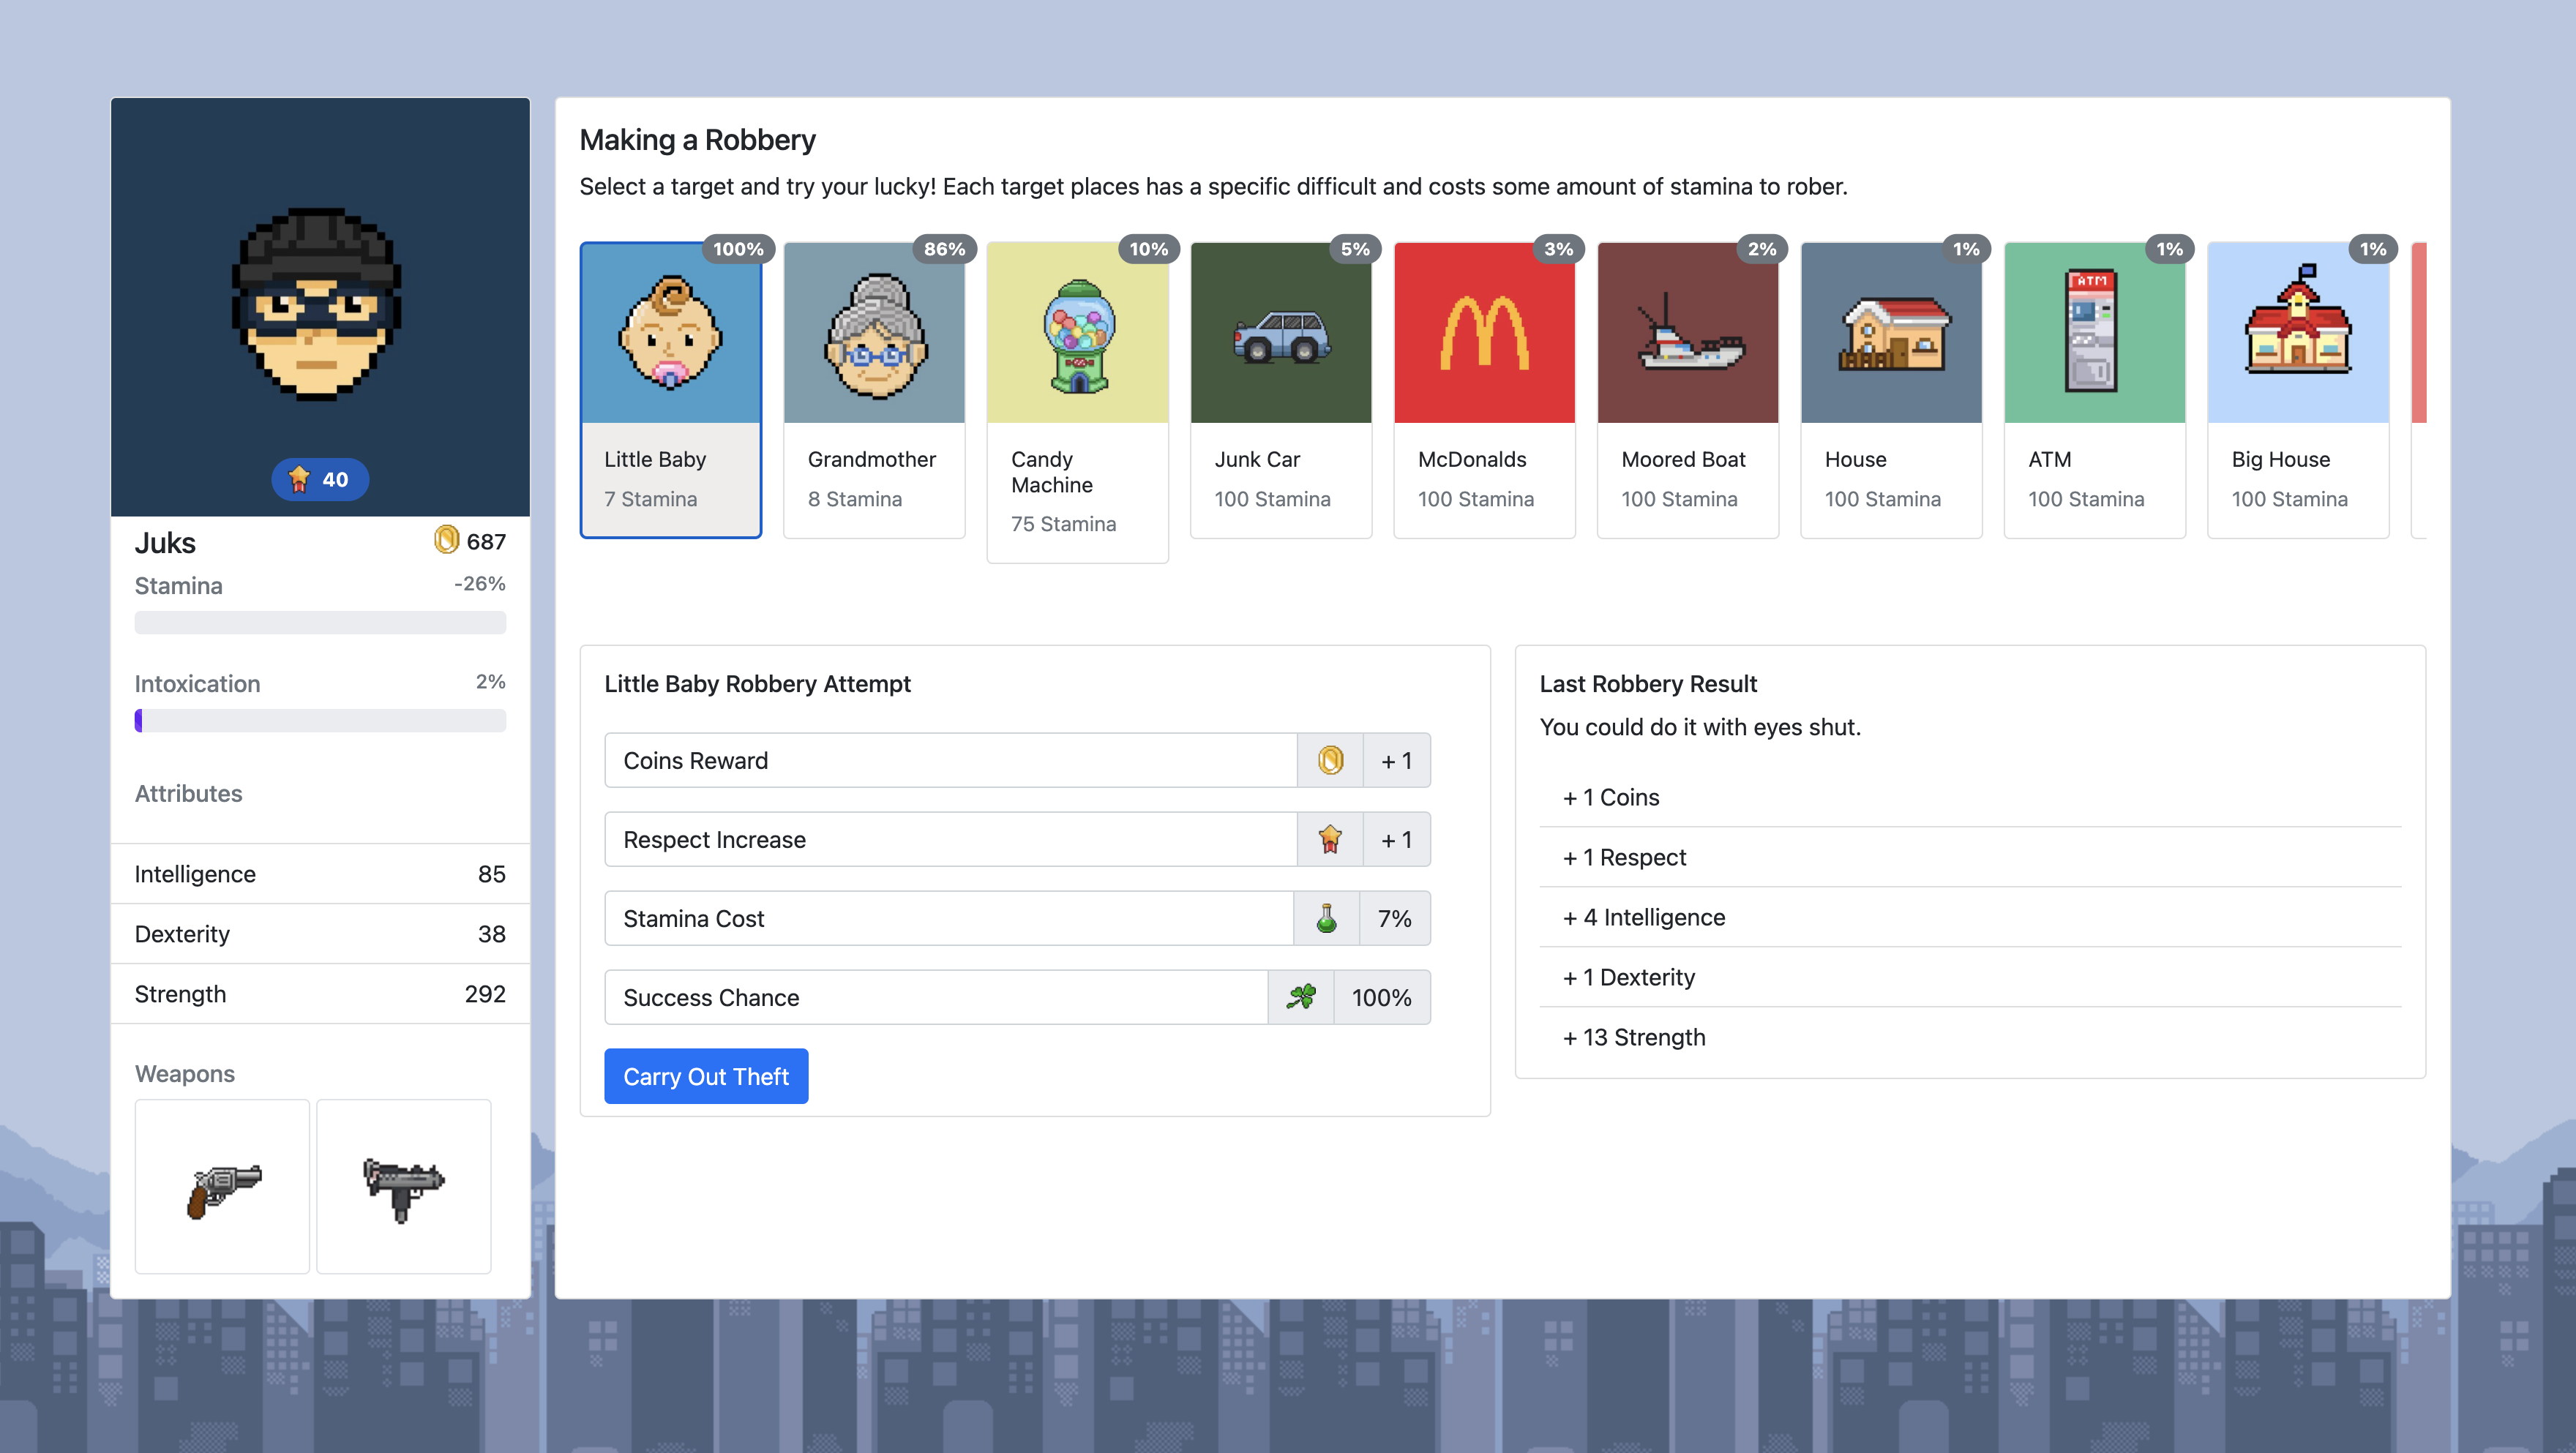 40
Juks 687
Stamina -26%
Intoxication 2%
Attributes
Intelligence 85
Dexterity 38
Strength 292
Weapons
Making a Robbery
Select a target and try your lucky! Each target places has a specific difficult and costs some amount of stamina to rober.
100%
Little Baby
7 Stamina
86%
Grandmother
8 Stamina
10%
Candy
Machine
75 Stamina
5%
Junk Car
100 Stamina
3%
McDonalds
100 Stamina
2%
Moored Boat
100 Stamina
1%
House
100 Stamina
1%
ATM
ATM
100 Stamina
1%
Big House
100 Stamina
Little Baby Robbery Attempt
Coins Reward + 1
Respect Increase + 1
Stamina Cost 7%
Success Chance 100%
Carry Out Theft
Last Robbery Result
You could do it with eyes shut.
+ 1 Coins
+ 1 Respect
+ 4 Intelligence
+ 1 Dexterity
+ 13 Strength